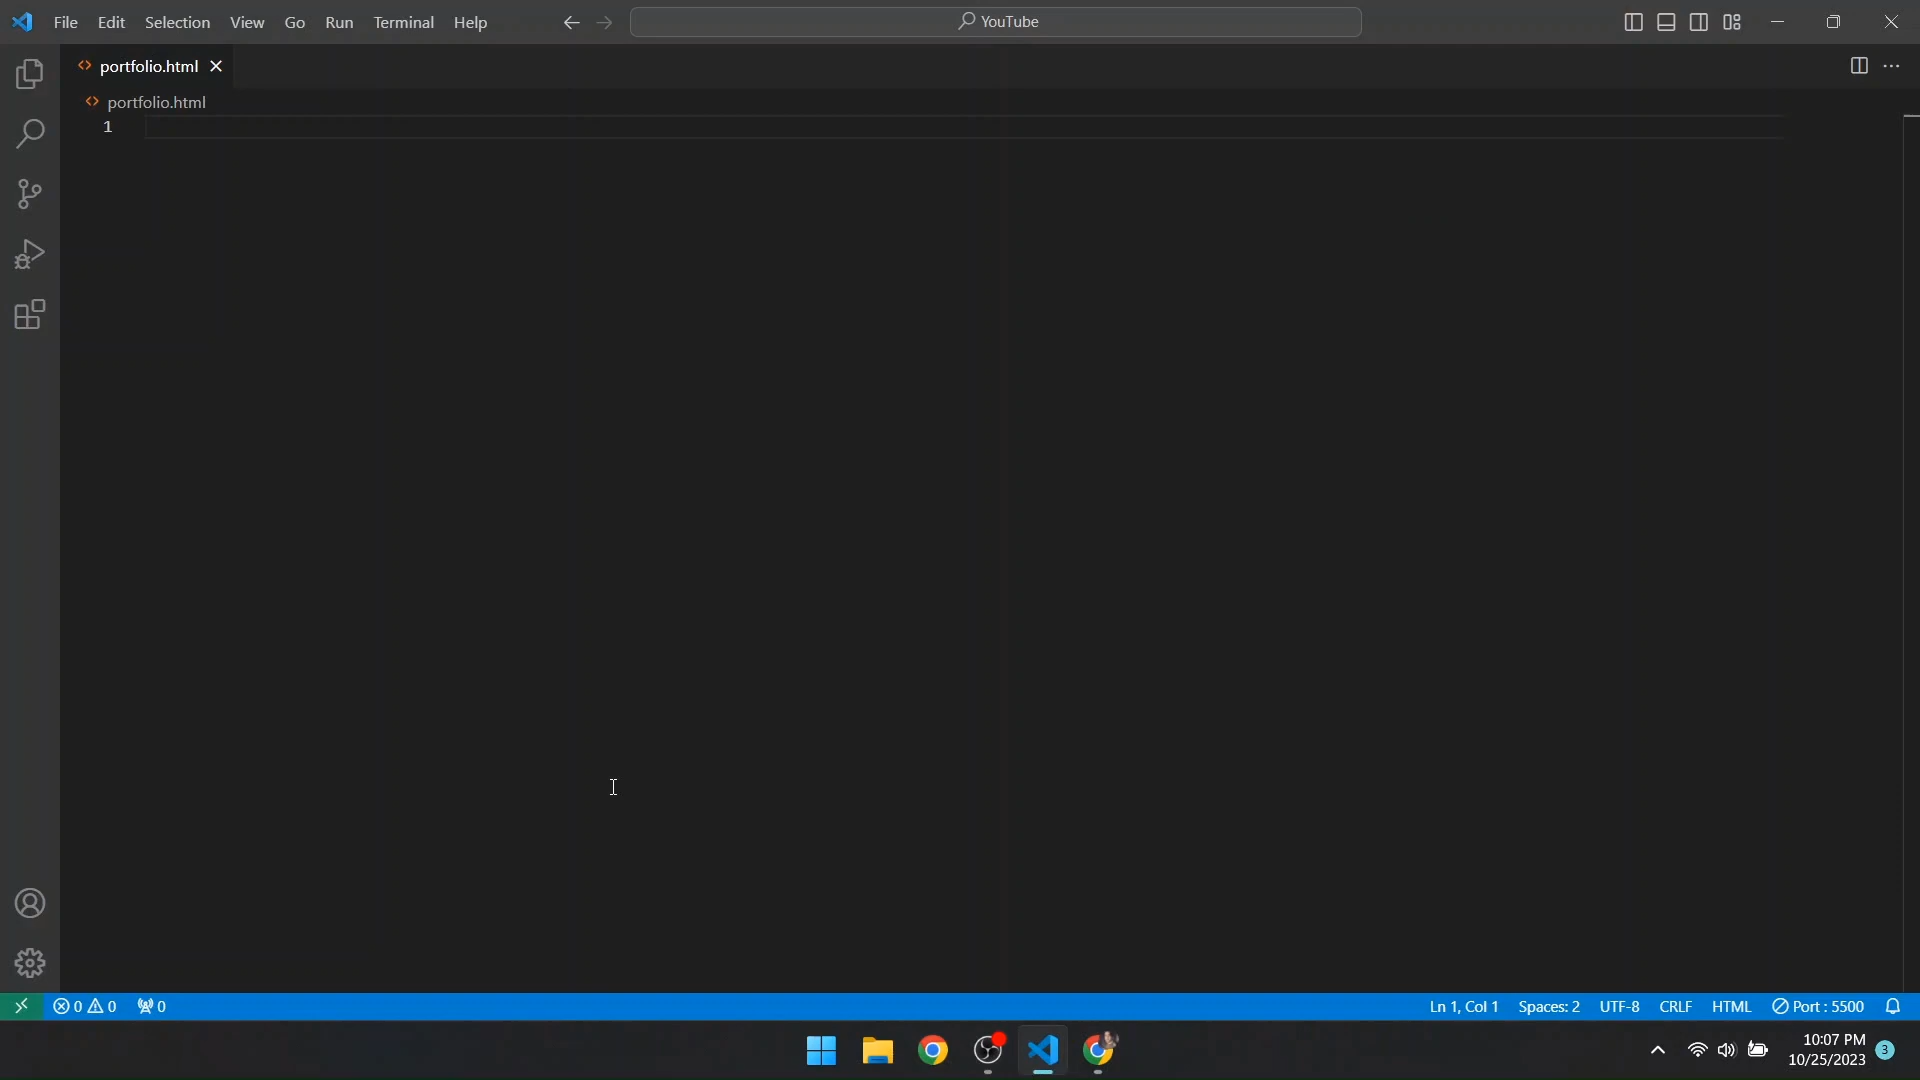 File Edit Selection View Go Run Terminal Help YouTube
portfolio.html
portfolio.html
1
0 0 0 Ln 1, Col 1 Spaces: 2 UTF-8 CRLF HTML Port : 5500
10:07 PM
10/25/2023 3